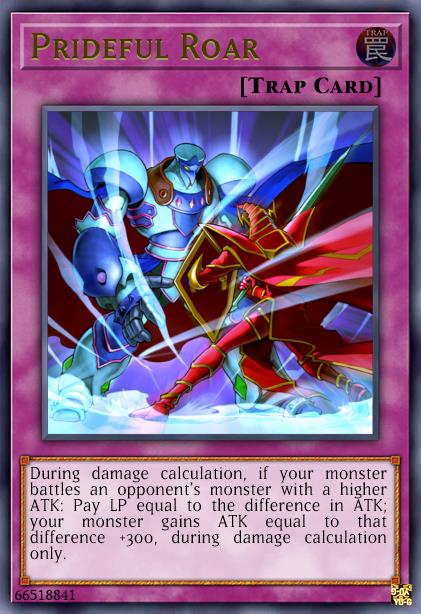 PRIDEFUL ROAR
TRAP
罠
[TRAP CARD]
During damage calculation, if your monster
battles an opponent's monster with a higher
ATK: Pay LP equal to the difference in ATK;
your monster gains ATK equal to that
difference +300, during damage calculation
only.
66518841